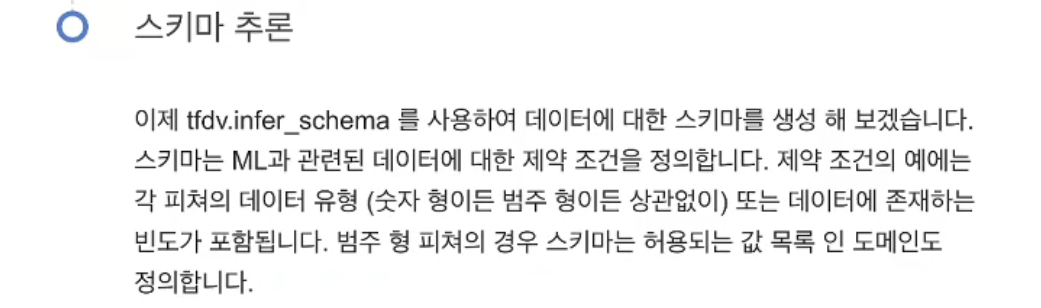 스키마 추론
이제 tfdv.infer_schema 를 사용하여 데이터에 대한 스키마를 생성 해 보겠습니다.
스키마는 ML과 관련된 데이터에 대한 제약 조건을 정의합니다. 제약 조건의 예에는
각 피쳐의 데이터 유형 (숫자 형이든 범주 형이든 상관없이) 또는 데이터에 존재하는
빈도가 포함됩니다. 범주 형 피쳐의 경우 스키마는 허용되는 값 목록 인 도메인도
정의합니다.